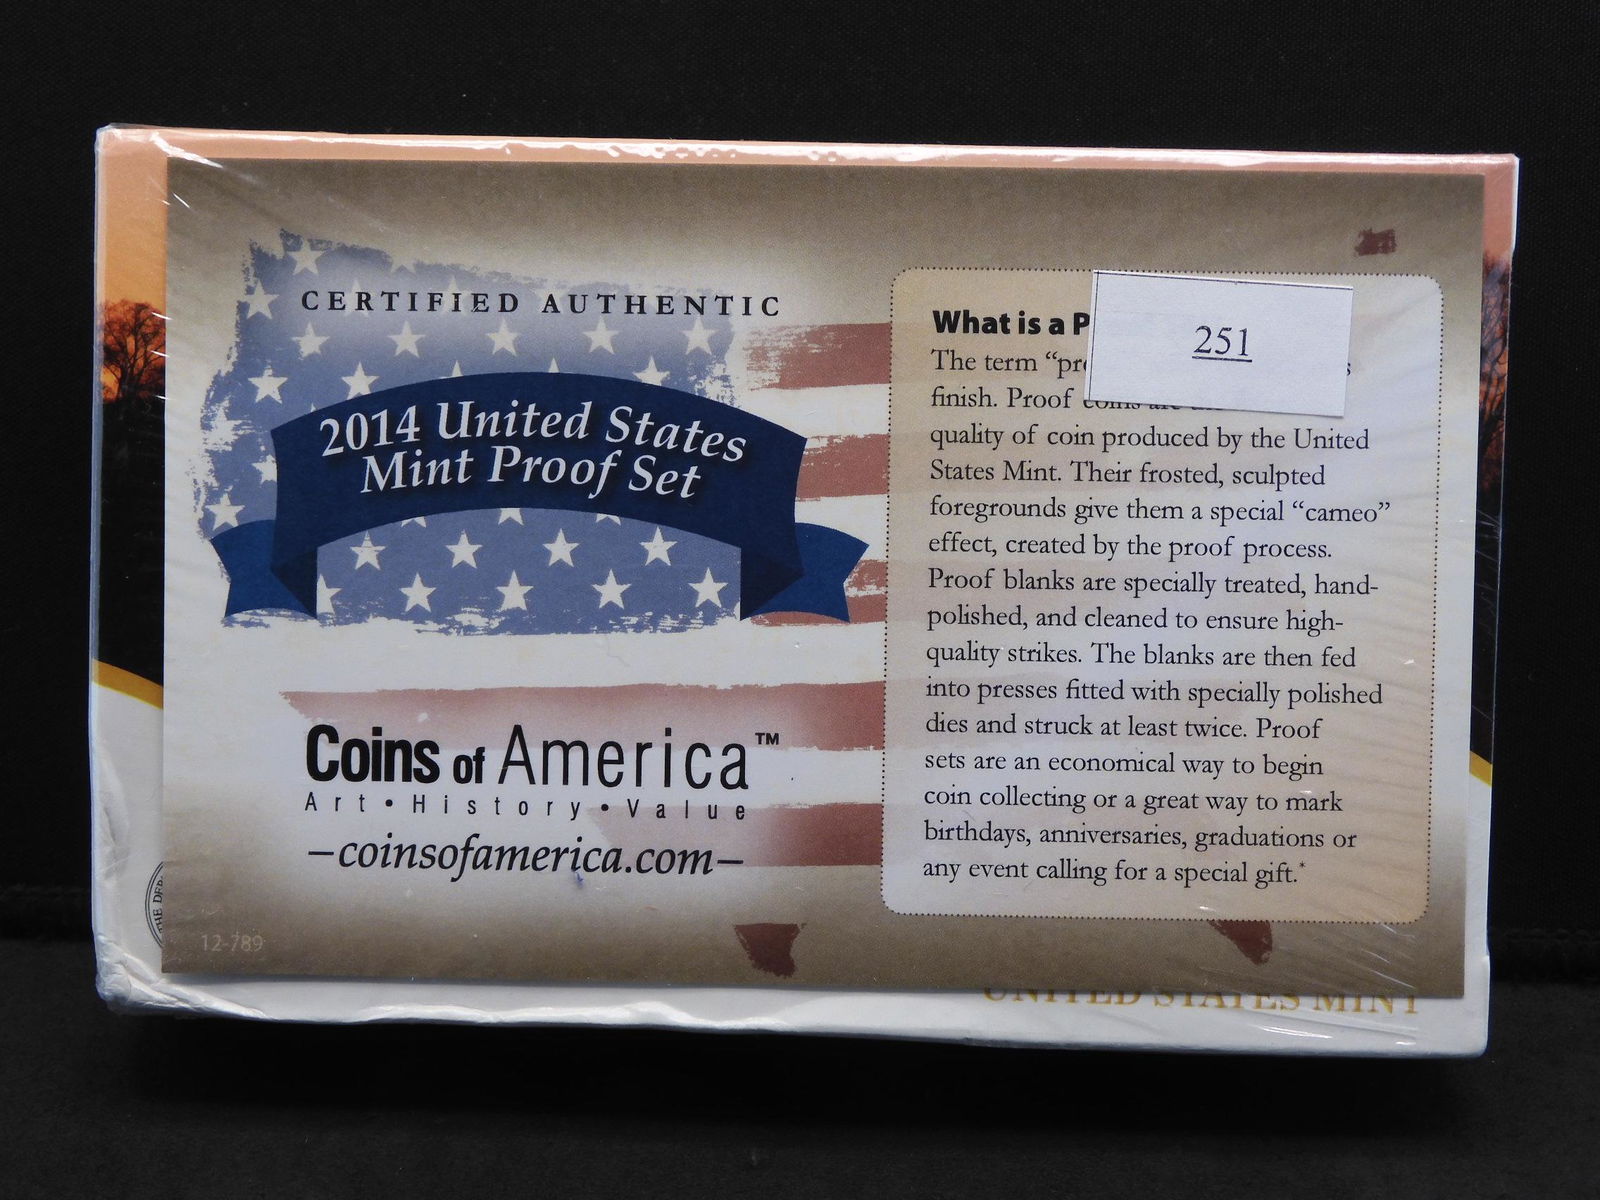 CERTIFIED AUTHENTIC
2014 United States
Mint Proof Set
Coins of America™
Art • History • Value
–coinsofamerica.com–
12-789
THE DEP
251
What is a P
The term “pro
finish. Proof coins are
quality of coin produced by the United
States Mint. Their frosted, sculpted
foregrounds give them a special “cameo”
effect, created by the proof process.
Proof blanks are specially treated, hand-
polished, and cleaned to ensure high-
quality strikes. The blanks are then fed
into presses fitted with specially polished
dies and struck at least twice. Proof
sets are an economical way to begin
coin collecting or a great way to mark
birthdays, anniversaries, graduations or
any event calling for a special gift.*
UNITED STATES MINT